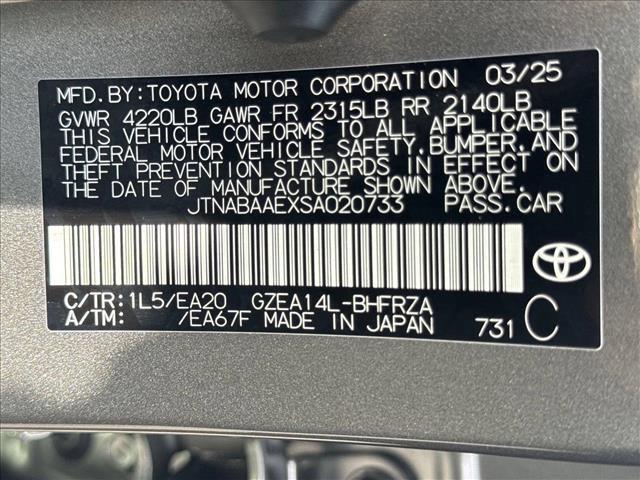 MFD.BY:TOYOTA MOTOR CORPORATION 03/25
GVWR 4220LB GAWR FR 2315LB RR 2140LB
THIS VEHICLE CONFORMS TO ALL APPLICABLE
FEDERAL MOTOR VEHICLE SAFETY,BUMPER,AND
THEFT PREVENTION STANDARDS IN EFFECT ON
THE DATE OF MANUFACTURE SHOWN ABOVE.
JTNABAAEXSA020733 PASS.CAR
C/TR:1L5/EA20 GZEA14L-BHFRZA
A/TM: /EA67F MADE IN JAPAN 731 C